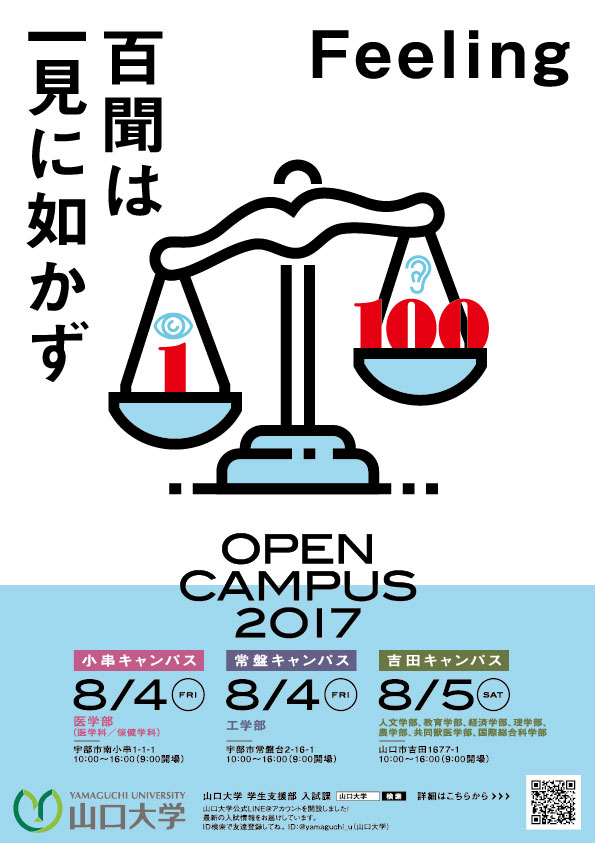 Feeling
百聞は
一見に如かず
1
100
OPEN
CAMPUS
2017
小串キャンパス
8/4 FRI
医学部
(医学科／保健学科)
宇部市南小串1-1-1
10:00〜16:00(9:00開場)
常盤キャンパス
8/4 FRI
工学部
宇部市常盤台2-16-1
10:00〜16:00(9:00開場)
吉田キャンパス
8/5 SAT
人文学部、教育学部、経済学部、理学部、
農学部、共同獣医学部、国際総合科学部
山口市吉田1677-1
10:00〜16:00(9:00開場)
YAMAGUCHI UNIVERSITY
山口大学
山口大学 学生支援部 入試課 山口大学 検索 詳細はこちらから >>>
山口大学公式LINE@アカウントを開設しました!
最新の入試情報をお届けしています。
ID検索で友達登録してね。ID:@yamaguchi_u(山口大学)